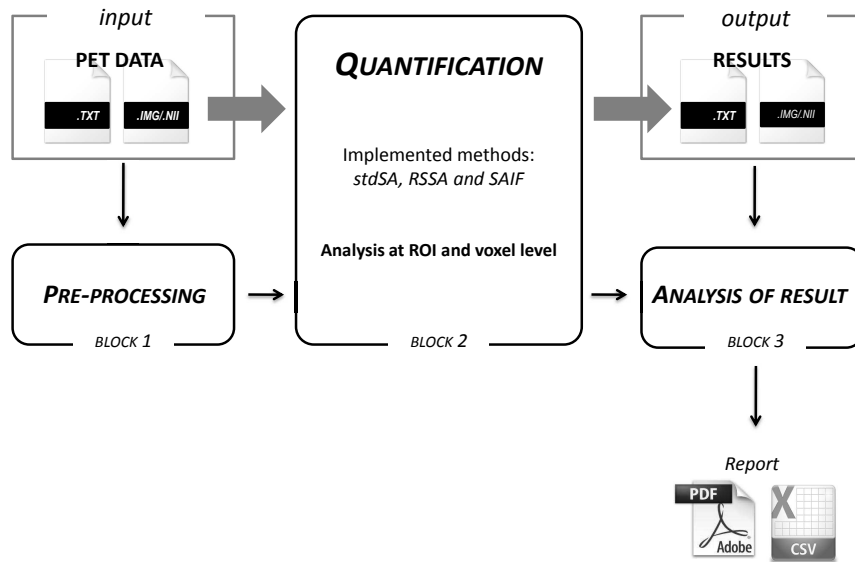 input
PET DATA
.TXT
.IMG/.NII
QUANTIFICATION
Implemented methods:
stdSA, RSSA and SAIF
Analysis at ROI and voxel level
output
RESULTS
.TXT
.IMG/.NII
PRE-PROCESSING
BLOCK 1
BLOCK 2
ANALYSIS OF RESULT
BLOCK 3
Report
PDF
Adobe
X
CSV